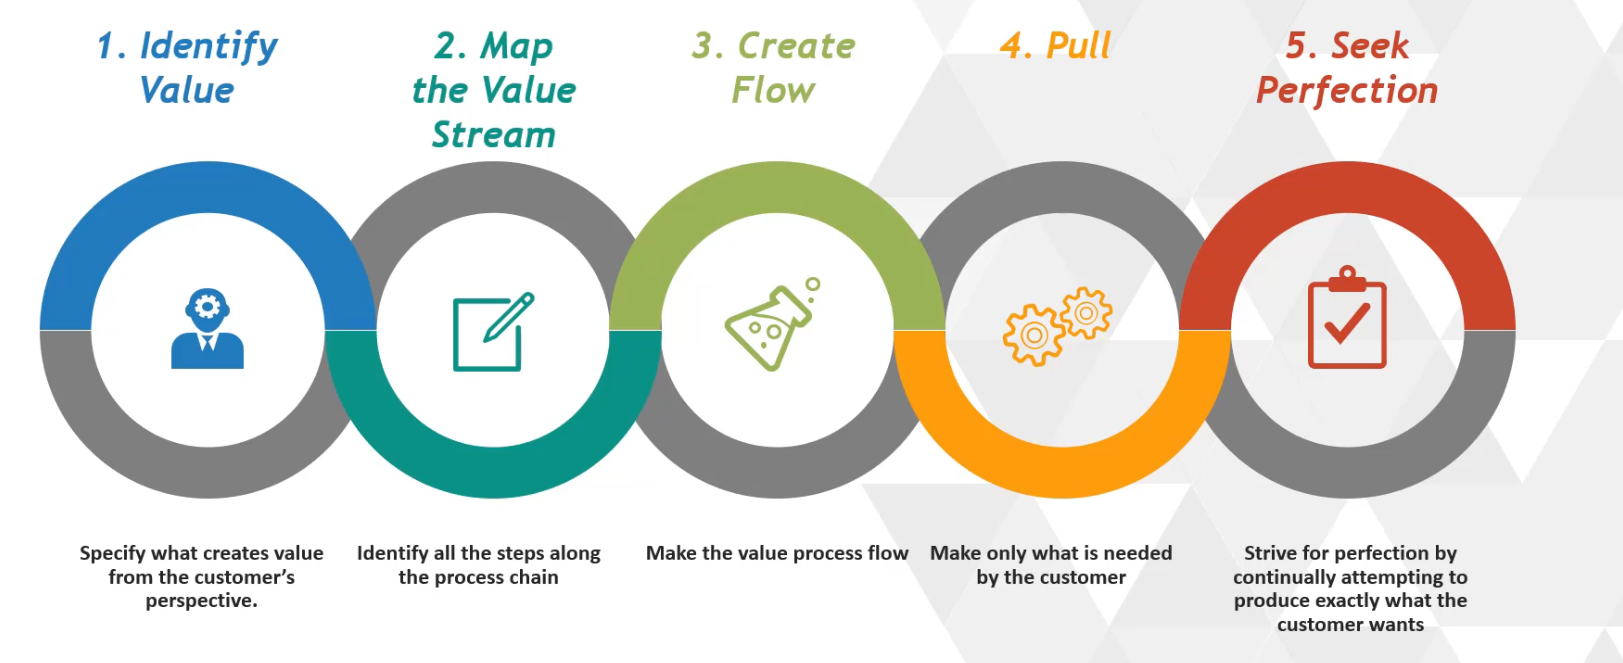 1. Identify
Value
2. Map
the Value
Stream
3. Create
Flow
4. Pull
5. Seek
Perfection
Specify what creates value
from the customer's
perspective.
Identify all the steps along
the process chain
Make the value process flow
Make only what is needed
by the customer
Strive for perfection by
continually attempting to
produce exactly what the
customer wants